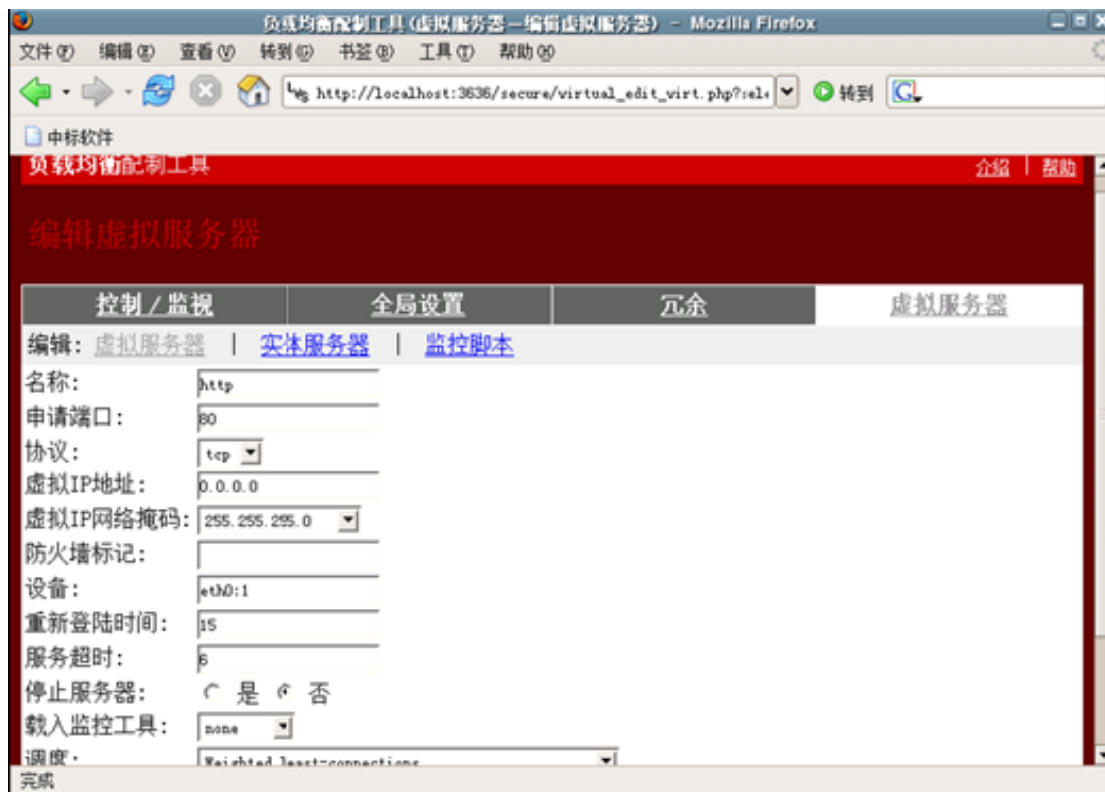 负载均衡配制工具(虚拟服务器－编辑虚拟服务器) - Mozilla Firefox
文件(F) 编辑(E) 查看(V) 转到(G) 书签(B) 工具(T) 帮助(H)
http://localhost:3636/secure/virtual_edit_virt.php?sele 转到 G
中标软件
负载均衡配制工具 介绍 | 帮助
编辑虚拟服务器
控制/监视 全局设置 冗余 虚拟服务器
编辑: 虚拟服务器 | 实体服务器 | 监控脚本
名称: http
申请端口: 80
协议: tcp
虚拟IP地址: 0.0.0.0
虚拟IP网络掩码: 255.255.255.0
防火墙标记:
设备: eth0:1
重新登陆时间: 15
服务超时: 6
停止服务器: 是 否
载入监控工具: none
调度: Weighted least-connections
完成